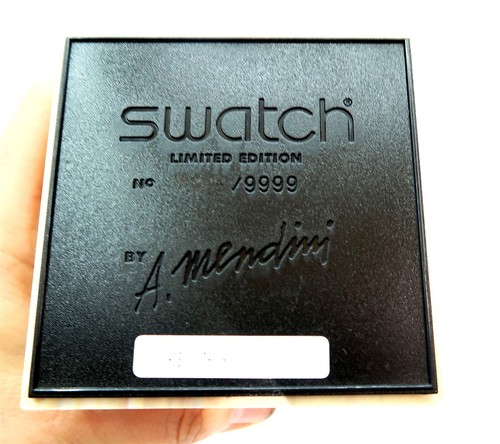 swatch®
LIMITED EDITION
Nº /9999
BY A. Mendini